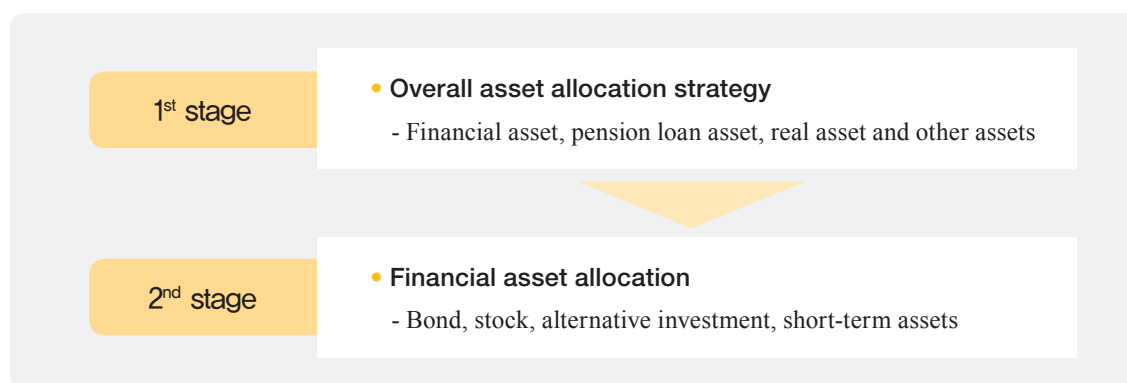 1st stage
• Overall asset allocation strategy
- Financial asset, pension loan asset, real asset and other assets
2nd stage
• Financial asset allocation
- Bond, stock, alternative investment, short-term assets